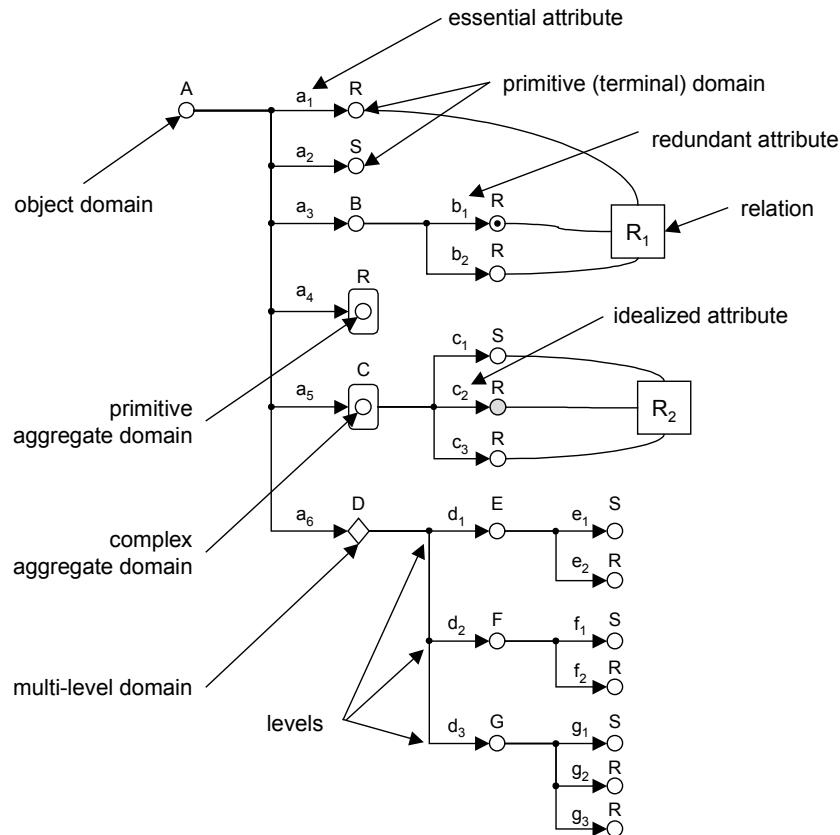 essential attribute
A
a1
R
primitive (terminal) domain
a2
S
redundant attribute
object domain
a3
B
b1
R
R1
relation
b2
R
a4
R
idealized attribute
c1
S
a5
C
c2
R
R2
primitive
aggregate domain
c3
R
a6
D
d1
E
e1
S
complex
aggregate domain
e2
R
d2
F
f1
S
f2
R
multi-level domain
levels
d3
G
g1
S
g2
R
g3
R